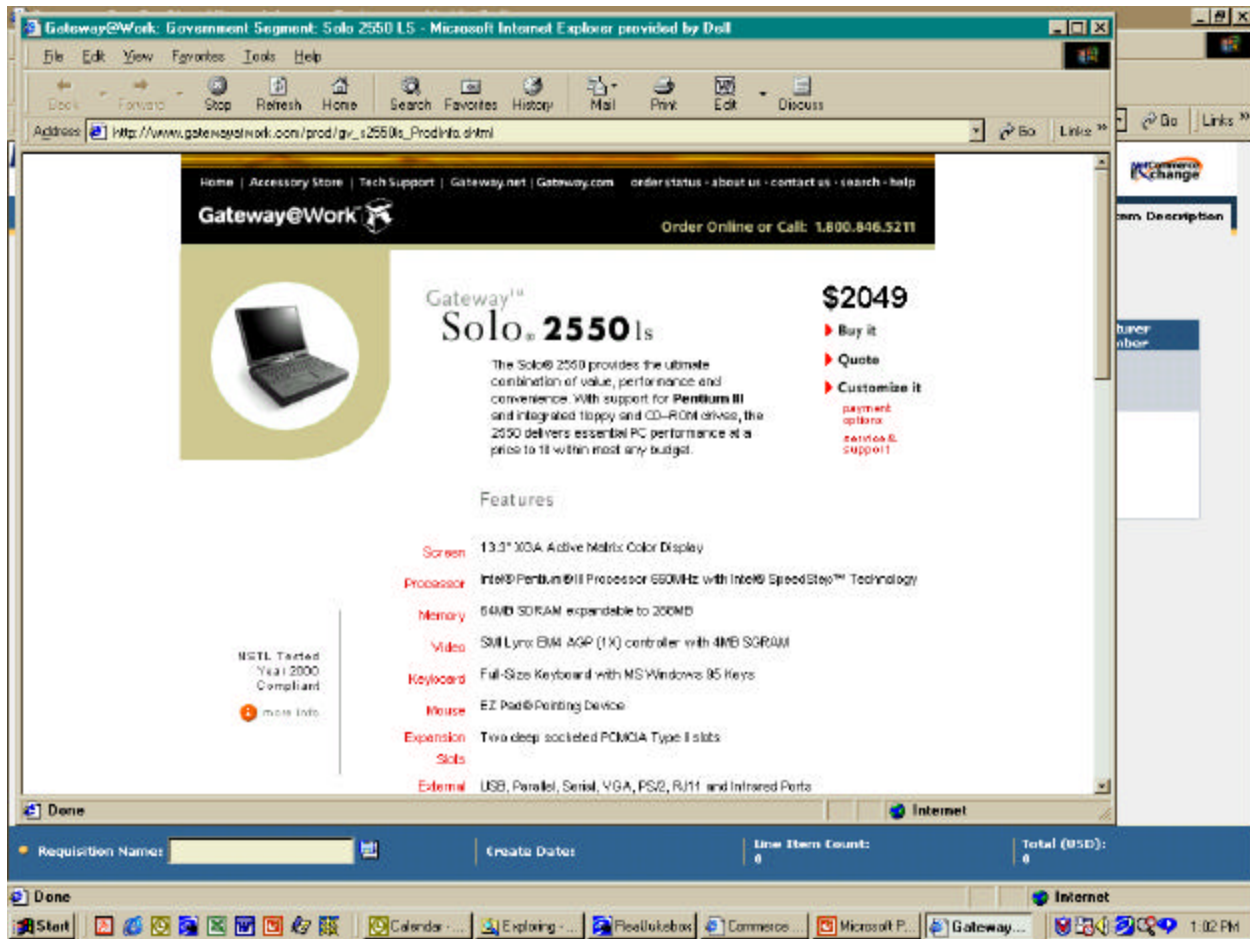 Gateway@Work: Government Segment: Solo 2550 LS - Microsoft Internet Explorer provided by Dell
File Edit View Favorites Tools Help
Back Forward Stop Refresh Home Search Favorites History Mail Print Edit Discuss
Address http://www.gatewayatwork.com/prod/gv_s2550ls_ProdInfo.shtml Go Links »
Go Links »
Home | Accessory Store | Tech Support | Gateway.net | Gateway.com order status - about us - contact us - search - help
Gateway@Work
Order Online or Call: 1.800.846.5211
NetCommerce
Xchange
Description
Gateway™
Solo® 2550 ls
$2049
Buy it
Quote
Customize it
payment
options
service &
support
The Solo® 2550 provides the ultimate
combination of value, performance and
convenience. With support for Pentium III
and integrated floppy and CD-ROM drives, the
2550 delivers essential PC performance at a
price to fit within most any budget.
Features
Screen 13.3" XGA Active Matrix Color Display
Processor Intel® Pentium® III Processor 650MHz with Intel® SpeedStep™ Technology
Memory 64MB SDRAM expandable to 288MB
Video SMI Lynx EM4 AGP (1X) controller with 4MB SGRAM
Keyboard Full-Size Keyboard with MS Windows 95 Keys
Mouse EZ Pad® Pointing Device
Expansion Two deep socketed PCMCIA Type II slots
Slots
External USB, Parallel, Serial, VGA, PS/2, RJ11 and Infrared Ports
NSTL Tested
Year 2000
Compliant
more info
Done Internet
Requisition Name: Create Date: Line Item Count: Total (USD):
0 0
Done Internet
Start Calendar - ... Exploring - ... RealJukebox Commerce ... Microsoft P... Gateway... 1:02 PM